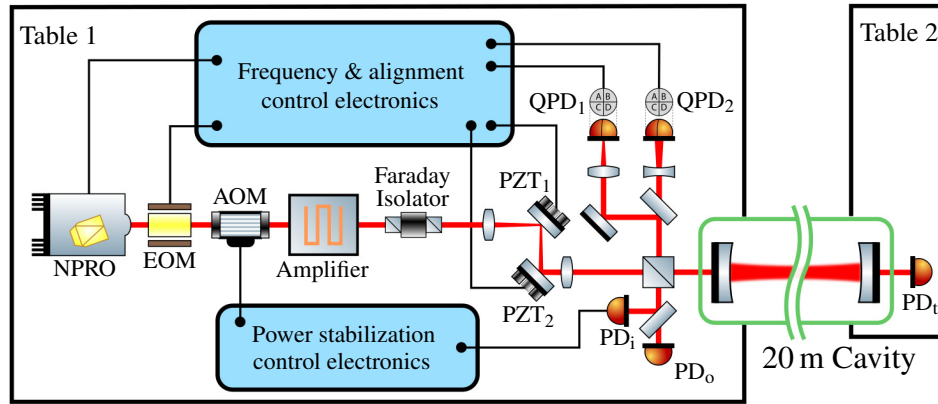 Table 1
Table 2
Frequency & alignment
control electronics
QPD₁
A B
C D
A B
C D
QPD₂
Faraday
Isolator
PZT₁
AOM
NPRO
EOM
Amplifier
PZT₂
PDₜ
Power stabilization
control electronics
PDᵢ
PDₒ
20 m Cavity